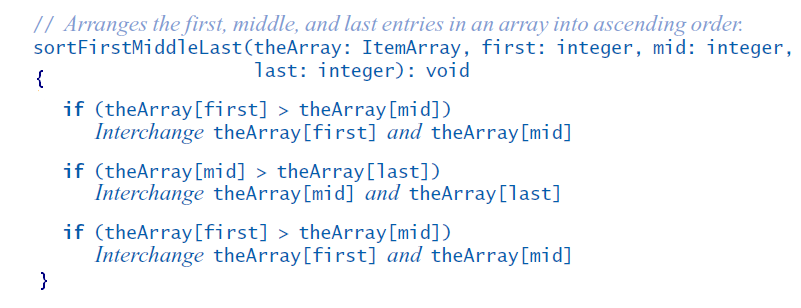 // Arranges the first, middle, and last entries in an array into ascending order.
sortFirstMiddleLast(theArray: ItemArray, first: integer, mid: integer,
last: integer): void
{
if (theArray[first] > theArray[mid])
Interchange theArray[first] and theArray[mid]
if (theArray[mid] > theArray[last])
Interchange theArray[mid] and theArray[last]
if (theArray[first] > theArray[mid])
Interchange theArray[first] and theArray[mid]
}